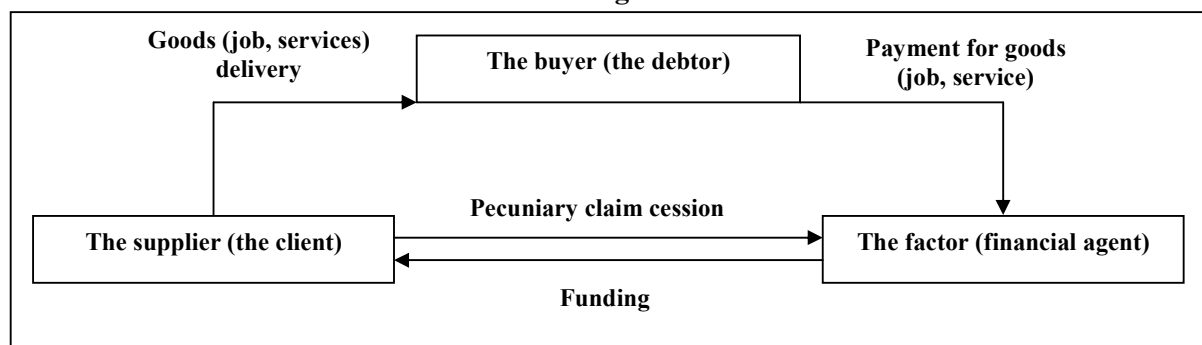 Goods (job, services)
delivery
The buyer (the debtor)
Payment for goods
(job, service)
Pecuniary claim cession
The supplier (the client)
The factor (financial agent)
Funding